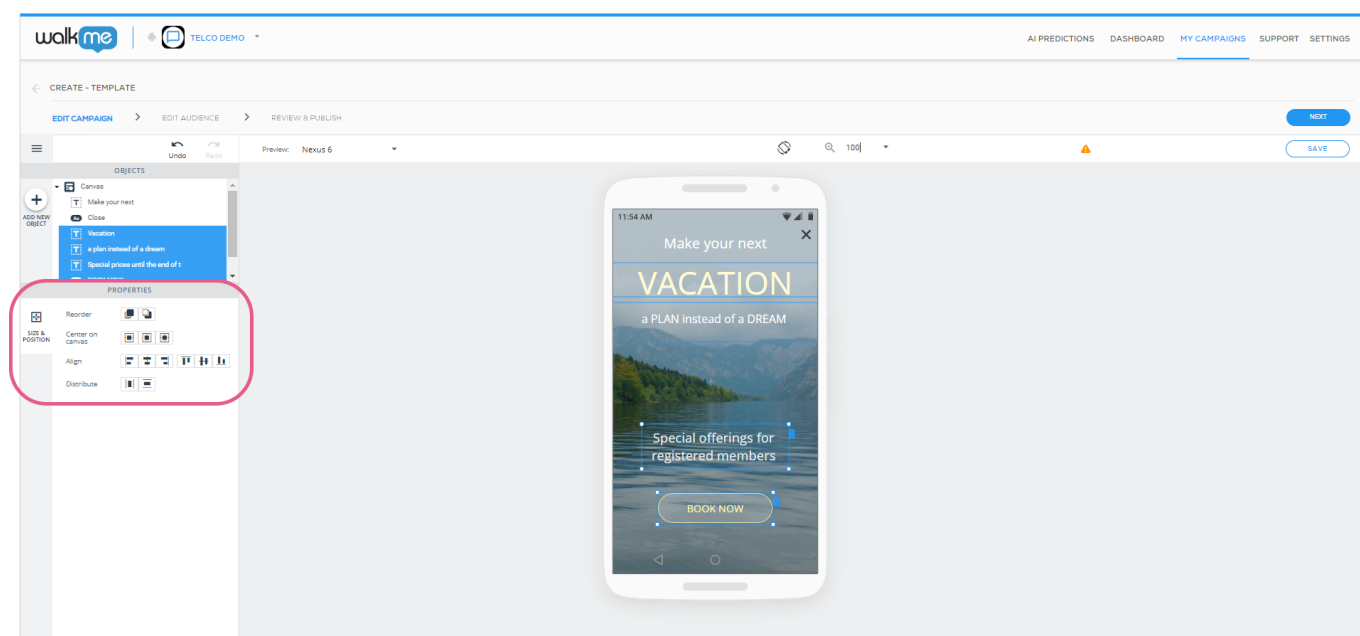 walkme
TELCO DEMO
AI PREDICTIONS DASHBOARD MY CAMPAIGNS SUPPORT SETTINGS
CREATE - TEMPLATE
EDIT CAMPAIGN EDIT AUDIENCE REVIEW & PUBLISH
NEXT
Undo Redo
Preview: Nexus 6
100
SAVE
OBJECTS
ADD NEW
OBJECT
Canvas
T Make your next
Aa Close
T Vacation
T a plan instead of a dream
T Special prices until the end of t
BOOK NOW
PROPERTIES
SIZE &
POSITION
Reorder
Center on
canvas
Align
Distribute
11:54 AM
Make your next
VACATION
a PLAN instead of a DREAM
Special offerings for
registered members
BOOK NOW